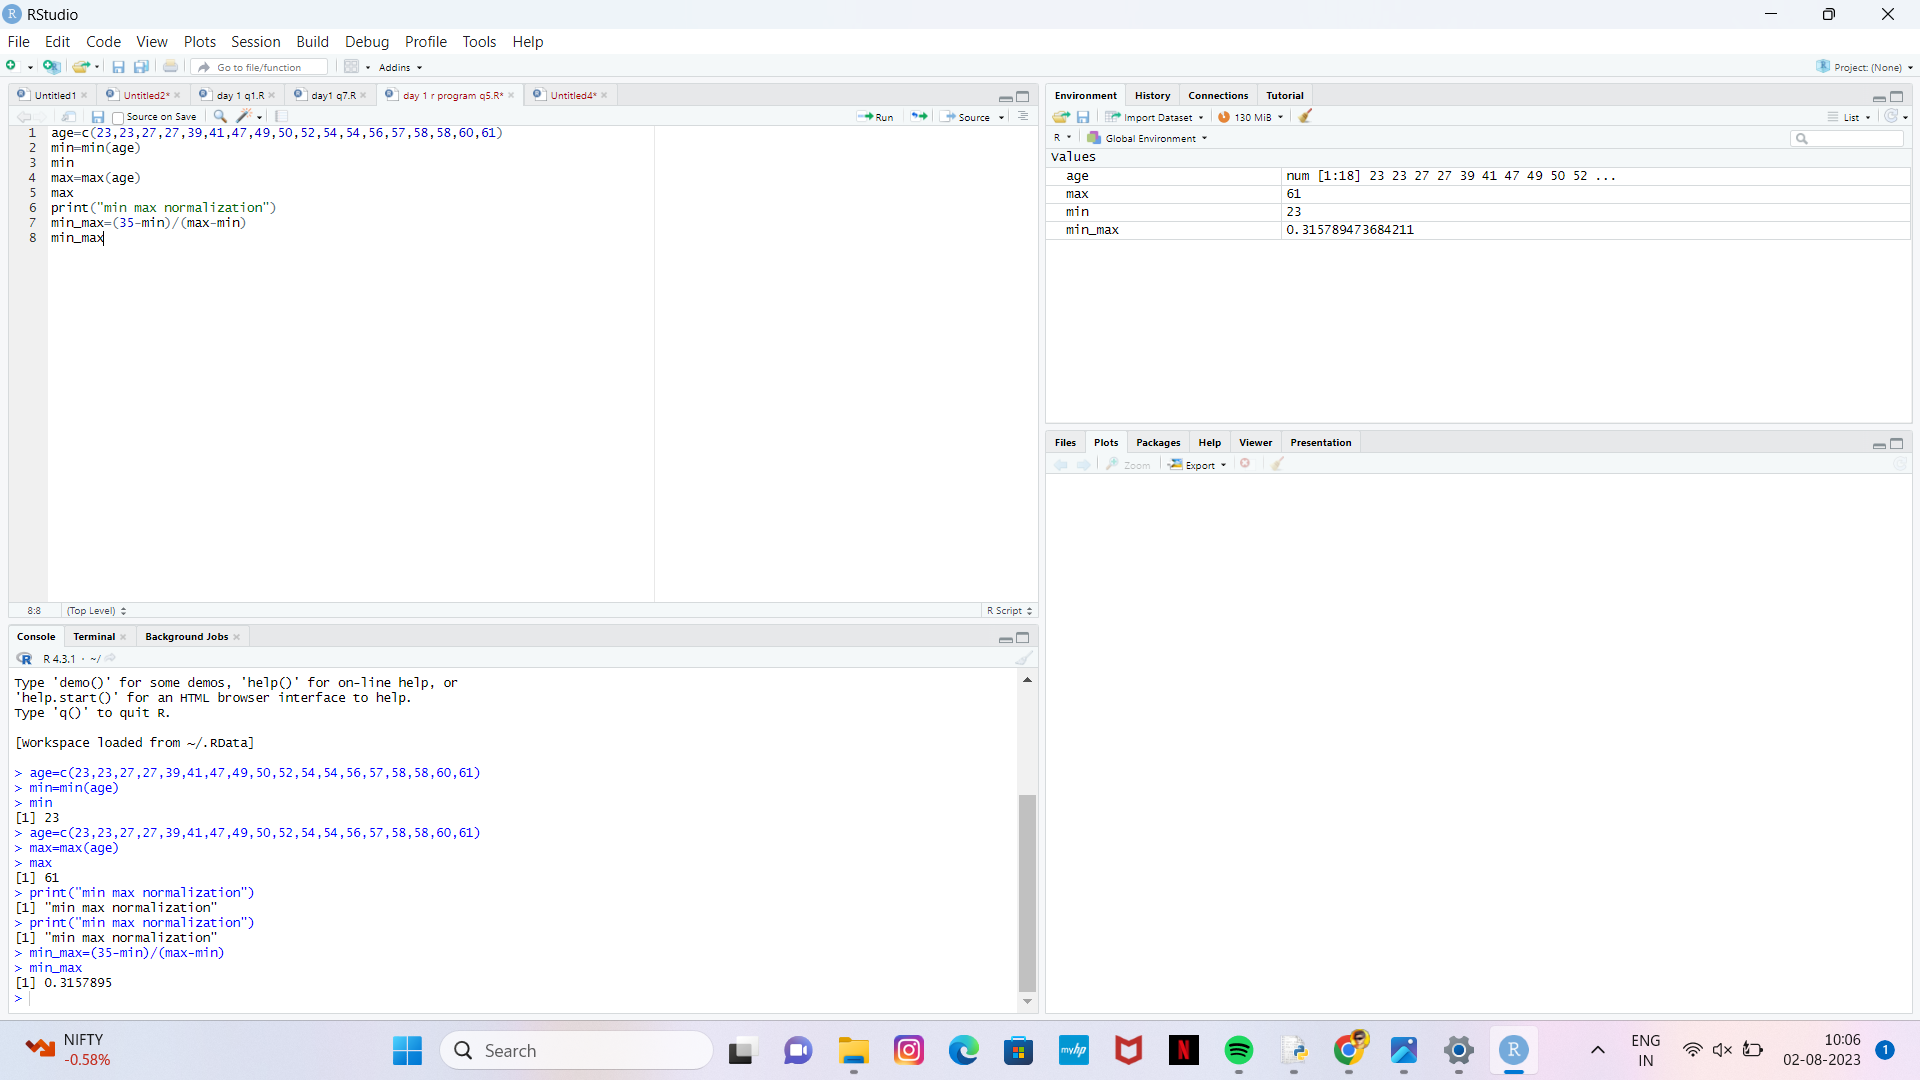 RStudio
File Edit Code View Plots Session Build Debug Profile Tools Help
Go to file/function Addins Project: (None)
Untitled1 Untitled2* day 1 q1.R day1 q7.R day 1 r program q5.R* Untitled4*
Source on Save Run Source
1 age=c(23,23,27,27,39,41,47,49,50,52,54,54,56,57,58,58,60,61)
2 min=min(age)
3 min
4 max=max(age)
5 max
6 print("min max normalization")
7 min_max=(35-min)/(max-min)
8 min_max
8:8 (Top Level) R Script
Console Terminal Background Jobs
R 4.3.1 · ~/
Type 'demo()' for some demos, 'help()' for on-line help, or
'help.start()' for an HTML browser interface to help.
Type 'q()' to quit R.
[Workspace loaded from ~/.RData]
> age=c(23,23,27,27,39,41,47,49,50,52,54,54,56,57,58,58,60,61)
> min=min(age)
> min
[1] 23
> age=c(23,23,27,27,39,41,47,49,50,52,54,54,56,57,58,58,60,61)
> max=max(age)
> max
[1] 61
> print("min max normalization")
[1] "min max normalization"
> print("min max normalization")
[1] "min max normalization"
> min_max=(35-min)/(max-min)
> min_max
[1] 0.3157895
>
Environment History Connections Tutorial
Import Dataset 130 MiB List
R Global Environment
Values
age num [1:18] 23 23 27 27 39 41 47 49 50 52 ...
max 61
min 23
min_max 0.315789473684211
Files Plots Packages Help Viewer Presentation
Zoom Export
NIFTY
-0.58%
Search
myhp
N
R
ENG
IN
10:06
02-08-2023
1